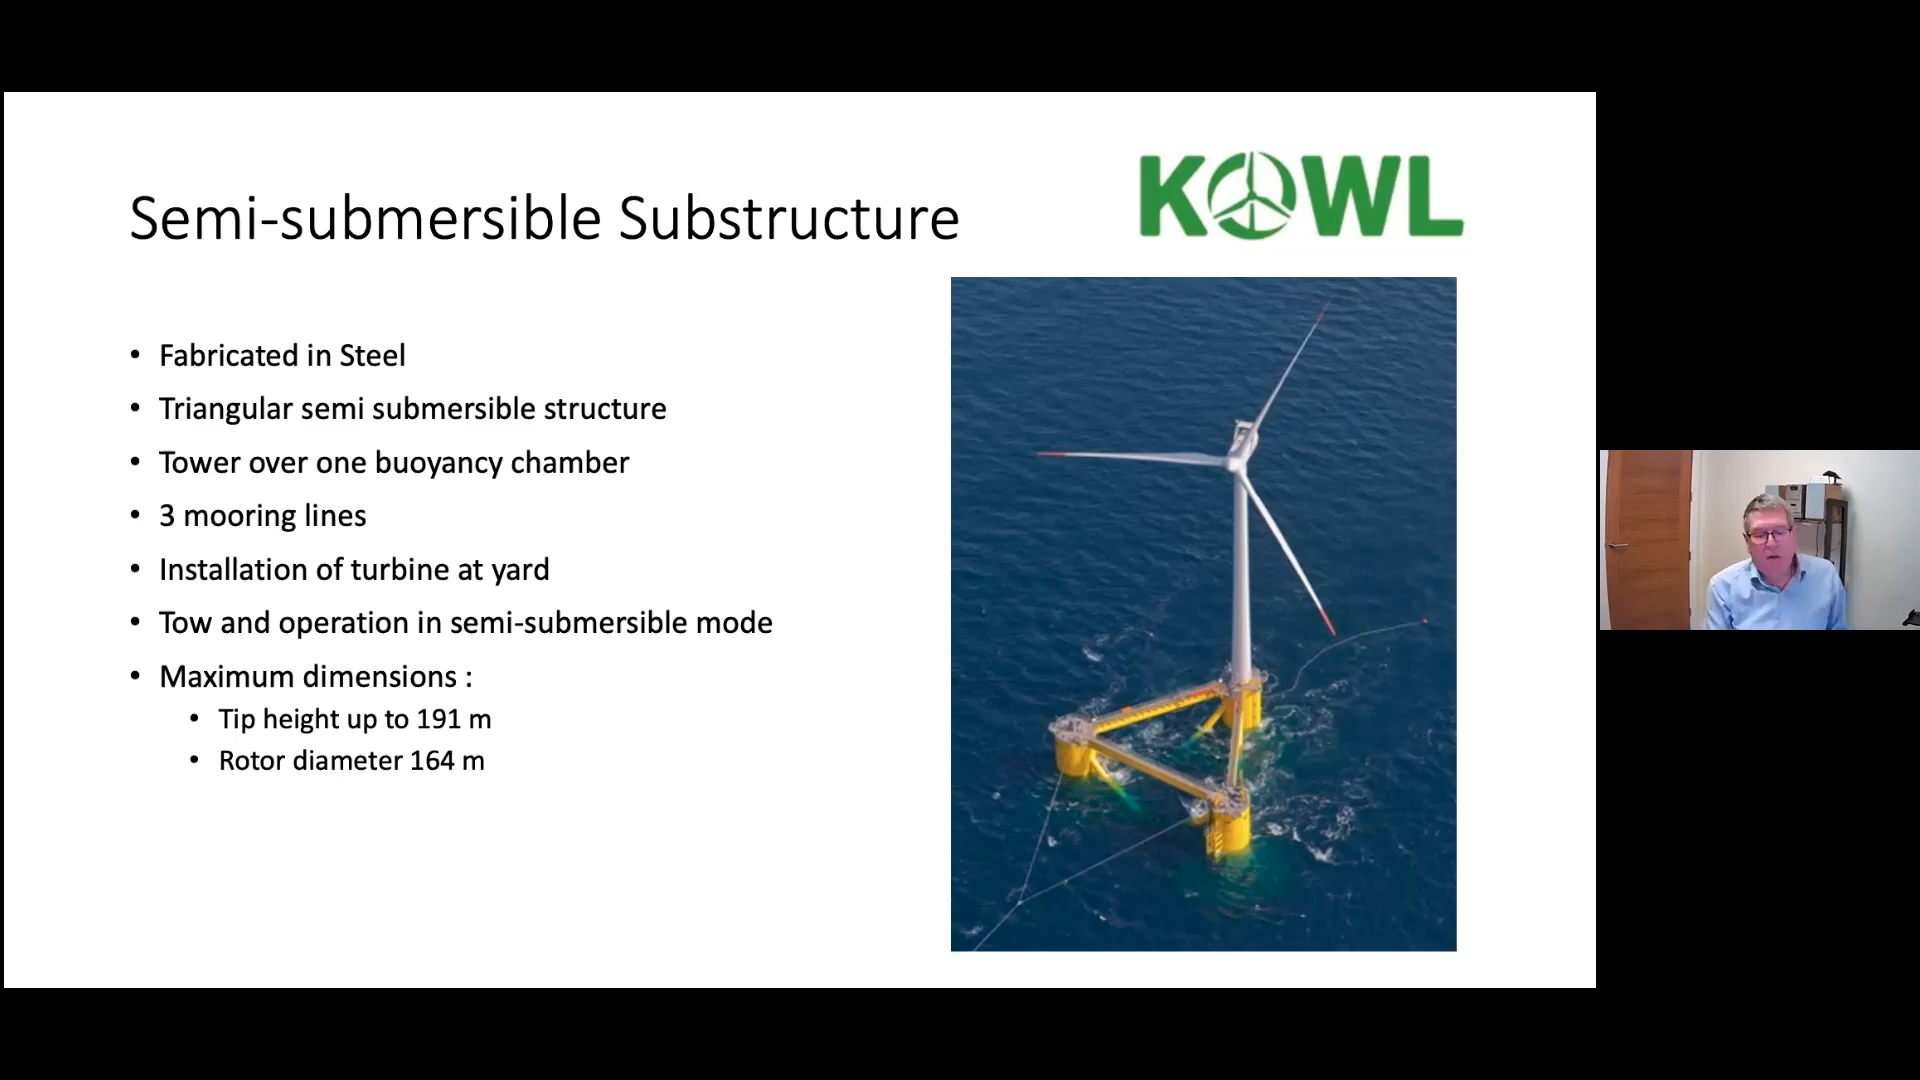 KOWL
Semi-submersible Substructure
• Fabricated in Steel
• Triangular semi submersible structure
• Tower over one buoyancy chamber
• 3 mooring lines
• Installation of turbine at yard
• Tow and operation in semi-submersible mode
• Maximum dimensions :
• Tip height up to 191 m
• Rotor diameter 164 m